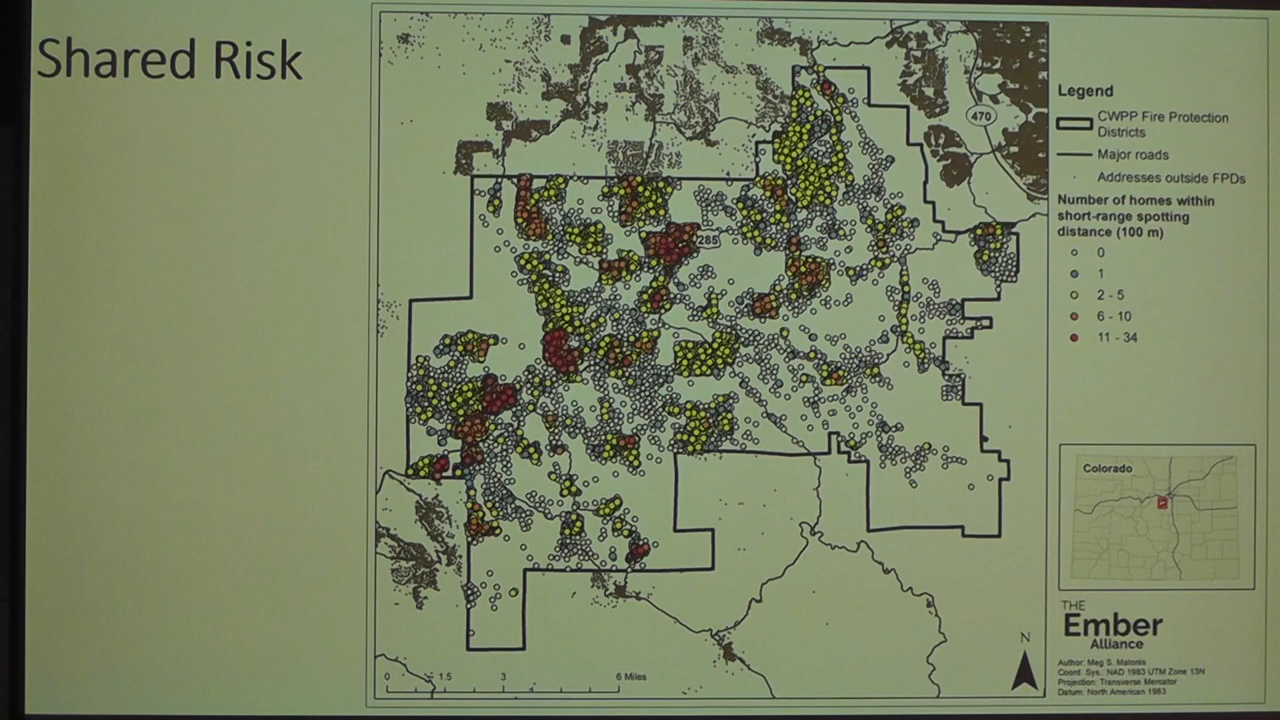 Shared Risk
285
470
Legend
CWPP Fire Protection
Districts
Major roads
Addresses outside FPDs
Number of homes within
short-range spotting
distance (100 m)
0
1
2 - 5
6 - 10
11 - 34
Colorado
0 1.5 3 6 Miles
N
THE
Ember
Alliance
Author: Meg S. Matonis
Coord. Sys.: NAD 1983 UTM Zone 13N
Projection: Transverse Mercator
Datum: North American 1983